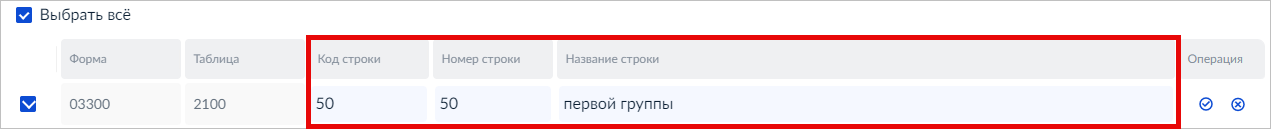 Выбрать всё
Форма Таблица Код строки Номер строки Название строки Операция
03300 2100 50 50 первой группы